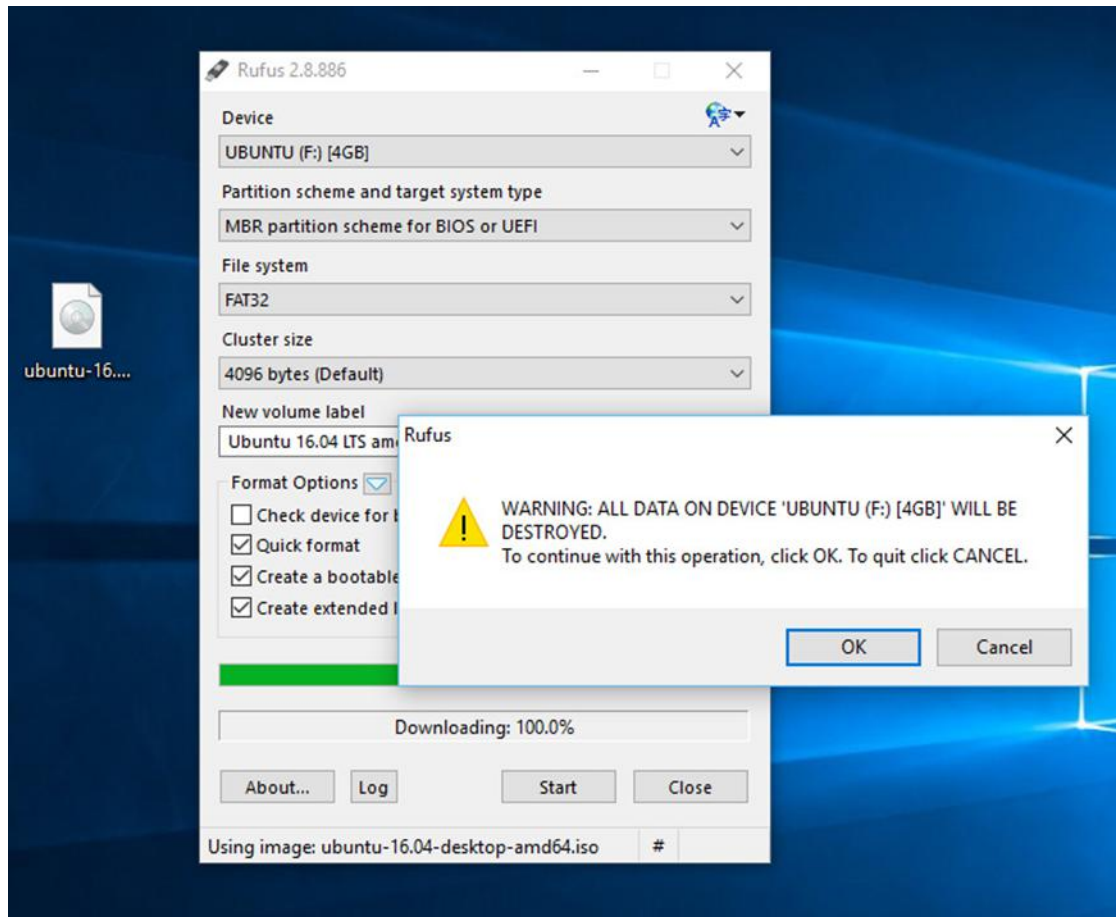 Rufus 2.8.886
Device
UBUNTU (F:) [4GB]
Partition scheme and target system type
MBR partition scheme for BIOS or UEFI
File system
FAT32
Cluster size
4096 bytes (Default)
New volume label
Ubuntu 16.04 LTS am
Format Options
Check device for b
Quick format
Create a bootable
Create extended l
Downloading: 100.0%
About...
Log
Start
Close
Using image: ubuntu-16.04-desktop-amd64.iso
#
ubuntu-16....
Rufus
WARNING: ALL DATA ON DEVICE 'UBUNTU (F:) [4GB]' WILL BE
DESTROYED.
To continue with this operation, click OK. To quit click CANCEL.
OK
Cancel